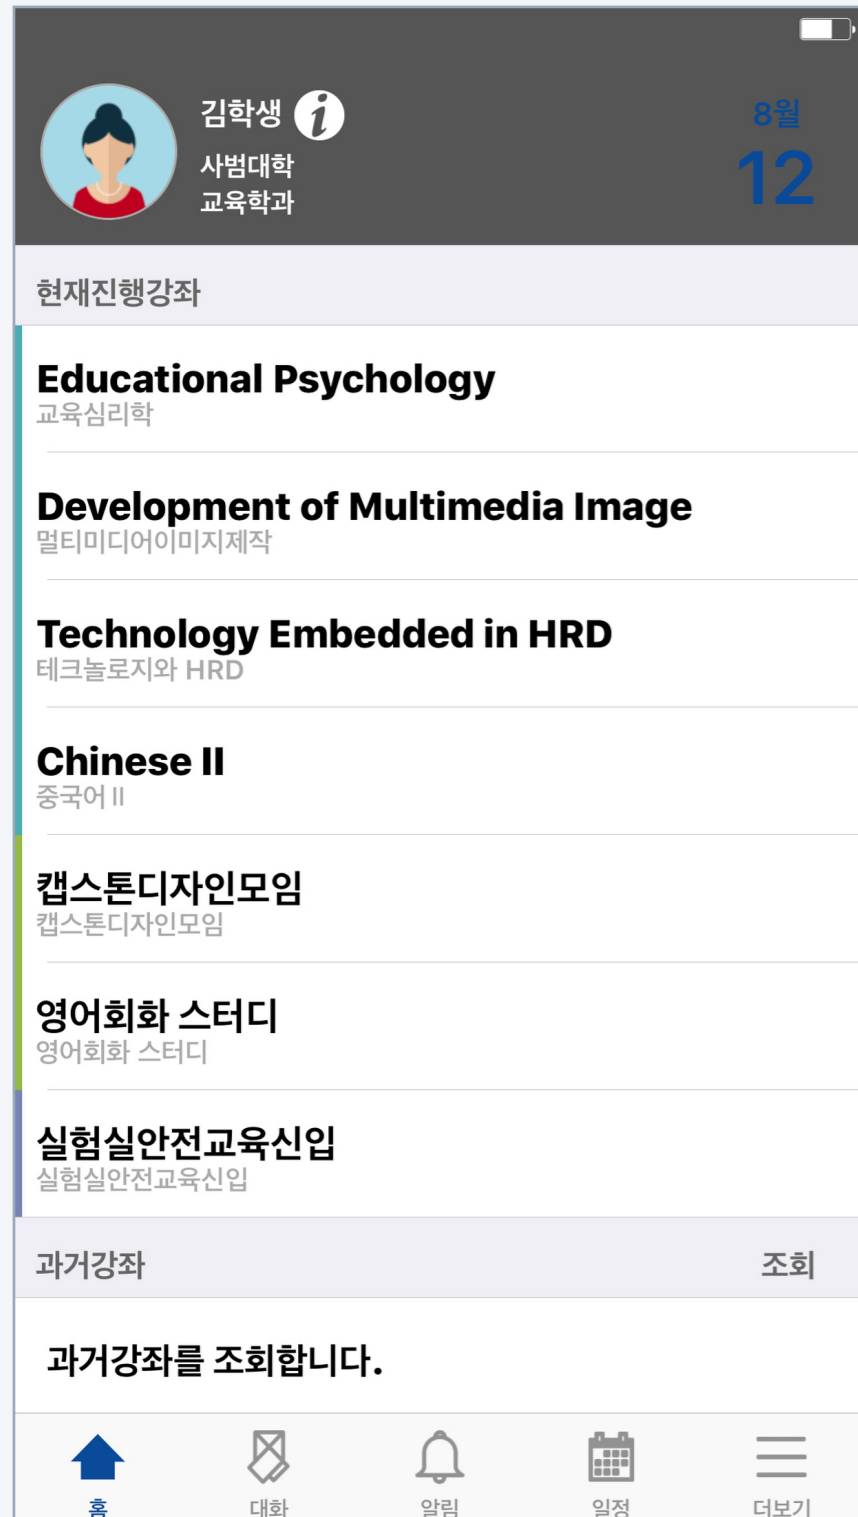 김학생 i
사범대학
교육학과
8월
12
현재진행강좌
Educational Psychology
교육심리학
Development of Multimedia Image
멀티미디어이미지제작
Technology Embedded in HRD
테크놀로지와 HRD
Chinese II
중국어 II
캡스톤디자인모임
캡스톤디자인모임
영어회화 스터디
영어회화 스터디
실험실안전교육신입
실험실안전교육신입
과거강좌 조회
과거강좌를 조회합니다.
홈 대화 알림 일정 더보기